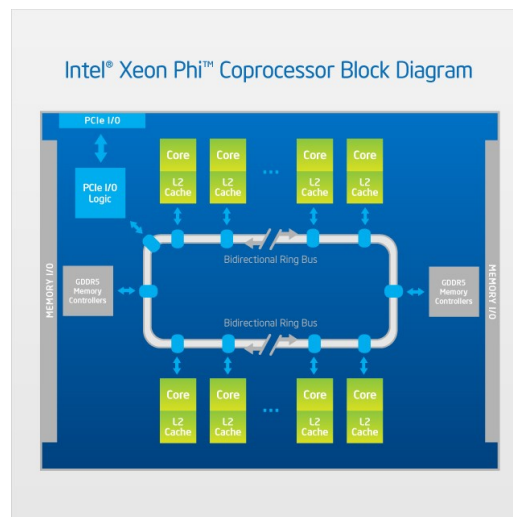 Intel® Xeon Phi™ Coprocessor Block Diagram
PCIe I/O
PCIe I/O
Logic
Core
L2
Cache
Core
L2
Cache
...
Core
L2
Cache
Core
L2
Cache
Bidirectional Ring Bus
MEMORY I/O
GDDR5
Memory
Controllers
GDDR5
Memory
Controllers
MEMORY I/O
Bidirectional Ring Bus
Core
L2
Cache
Core
L2
Cache
...
Core
L2
Cache
Core
L2
Cache